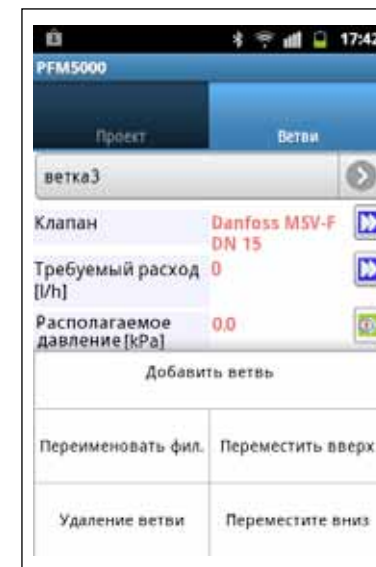 17:42
PFM5000
Проект Ветви
ветка3
Клапан Danfoss MSV-F
DN 15
Требуемый расход 0
[l/h]
Располагаемое 0,0
давление [kPa]
Добавить ветвь
Переименовать фил. Переместить вверх
Удаление ветви Переместите вниз